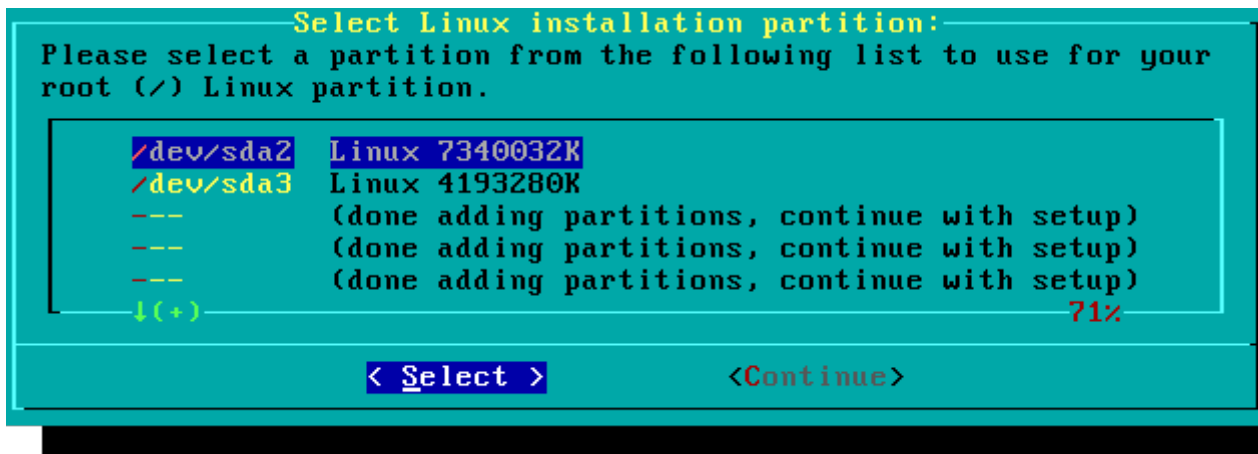 Select Linux installation partition:
Please select a partition from the following list to use for your
root (/) Linux partition.
/dev/sda2 Linux 7340032K
/dev/sda3 Linux 4193280K
--- (done adding partitions, continue with setup)
--- (done adding partitions, continue with setup)
--- (done adding partitions, continue with setup)
↓(+) 71%
< Select > <Continue>